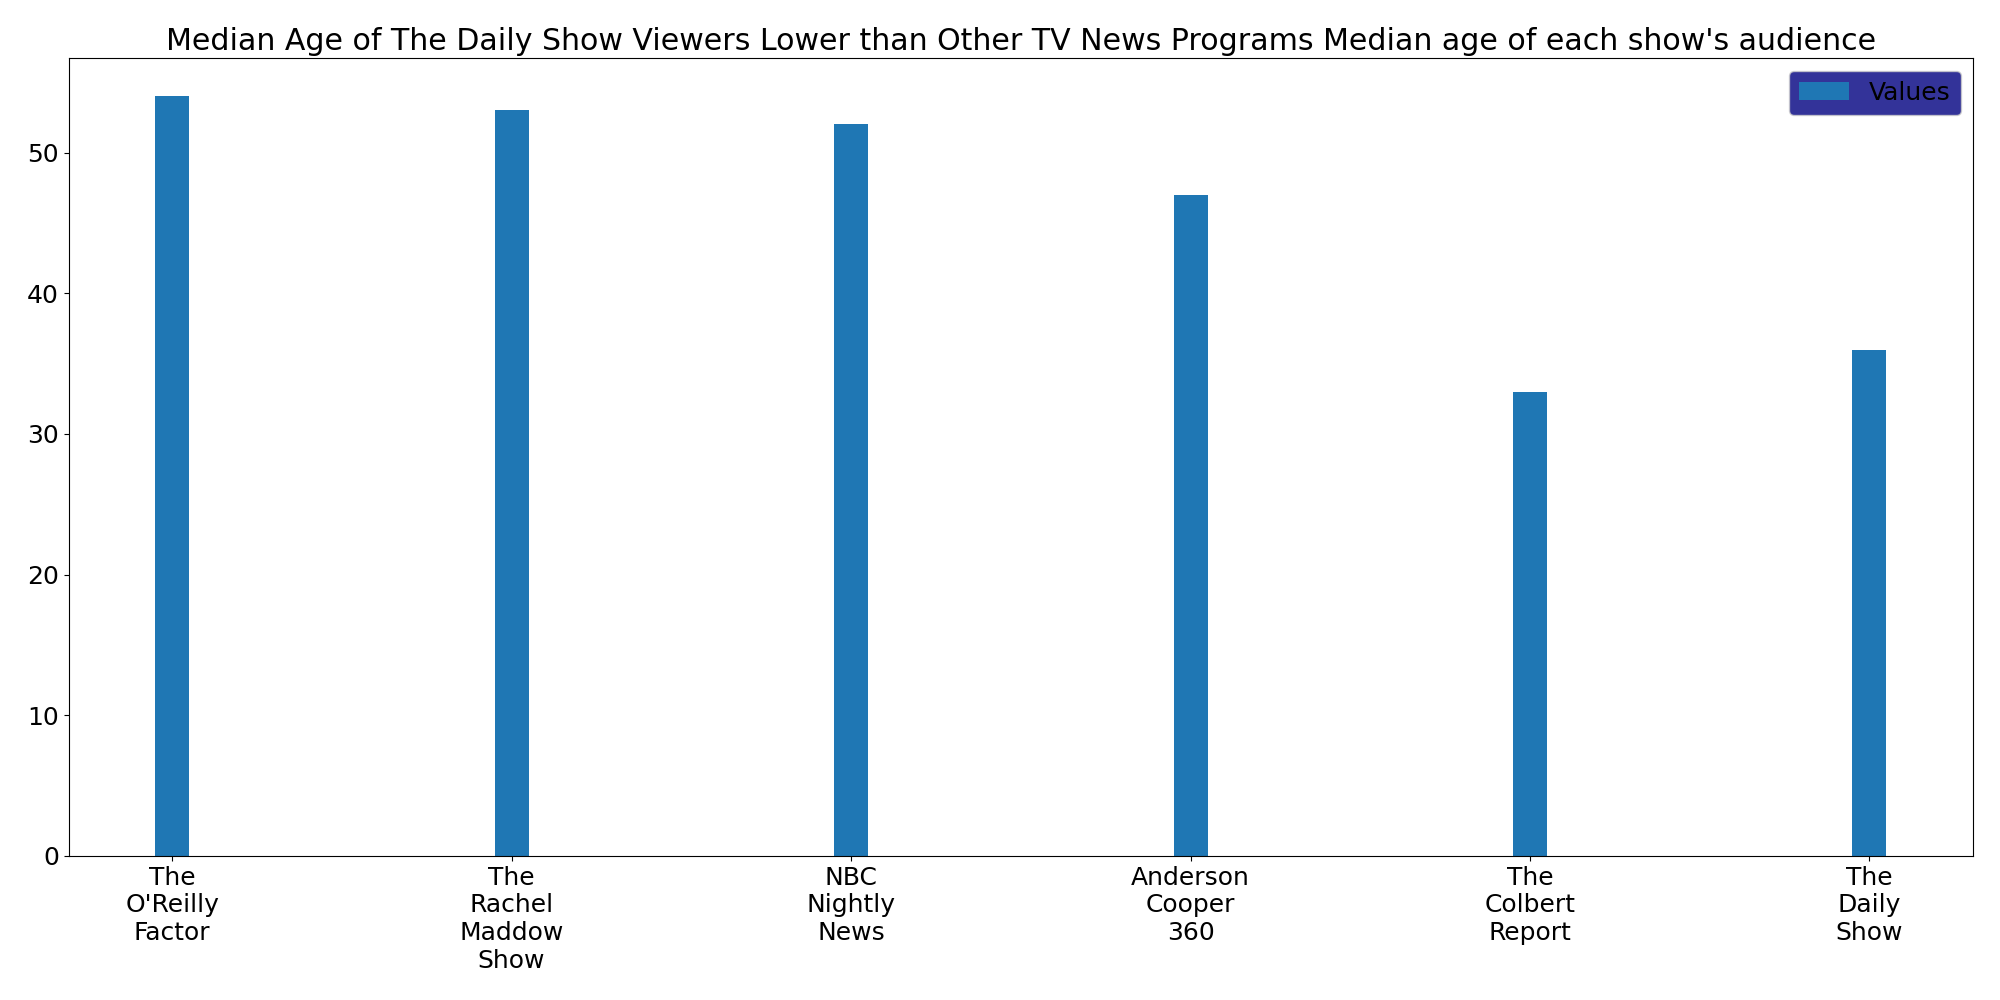 Median Age of The Daily Show Viewers Lower than Other TV News Programs Median age of each show's audience
Values
50
40
30
20
10
0
The
O'Reilly
Factor
The
Rachel
Maddow
Show
NBC
Nightly
News
Anderson
Cooper
360
The
Colbert
Report
The
Daily
Show